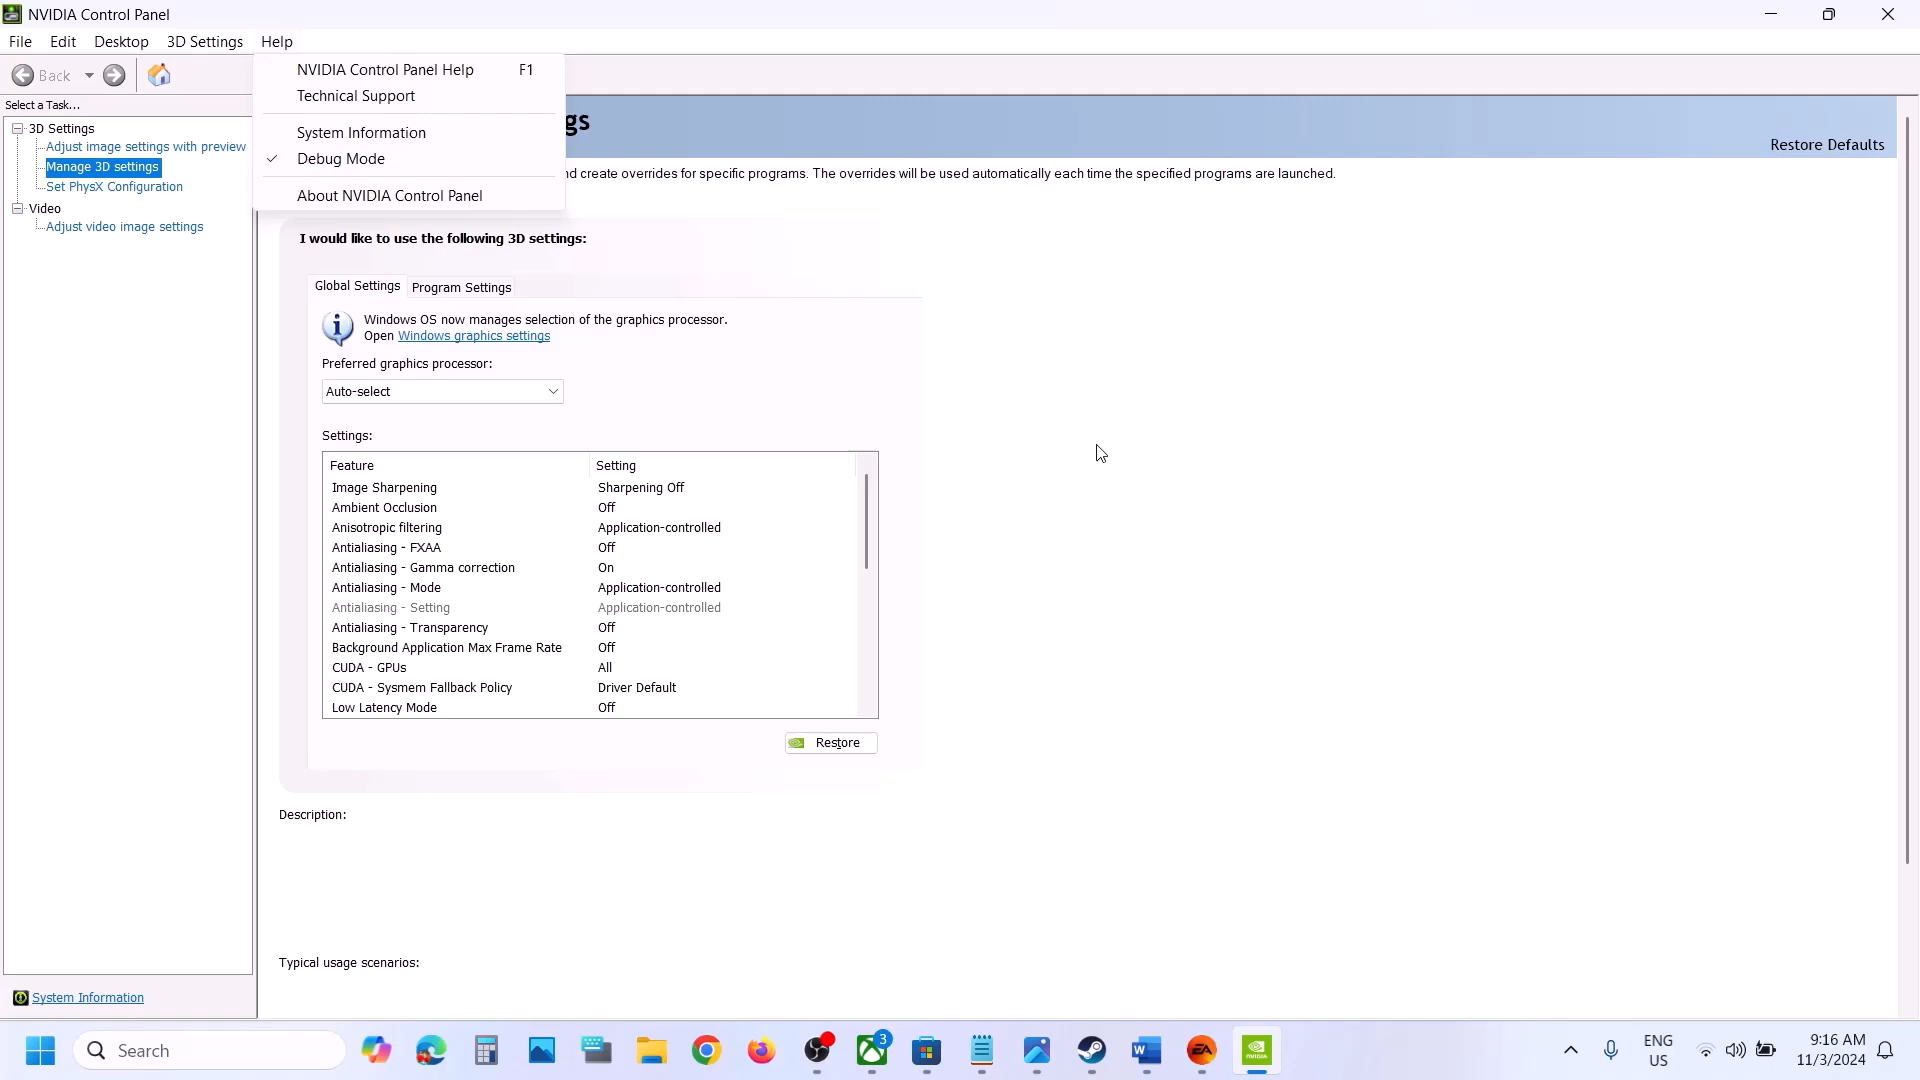 NVIDIA Control Panel
File Edit Desktop 3D Settings Help
Back
NVIDIA Control Panel Help F1
Technical Support
System Information
Debug Mode
About NVIDIA Control Panel
Select a Task...
3D Settings
Adjust image settings with preview
Manage 3D settings
Set PhysX Configuration
Video
Adjust video image settings
System Information
gs
Restore Defaults
nd create overrides for specific programs. The overrides will be used automatically each time the specified programs are launched.
I would like to use the following 3D settings:
Global Settings Program Settings
Windows OS now manages selection of the graphics processor.
Open Windows graphics settings
Preferred graphics processor:
Auto-select
Settings:
Feature Setting
Image Sharpening Sharpening Off
Ambient Occlusion Off
Anisotropic filtering Application-controlled
Antialiasing - FXAA Off
Antialiasing - Gamma correction On
Antialiasing - Mode Application-controlled
Antialiasing - Setting Application-controlled
Antialiasing - Transparency Off
Background Application Max Frame Rate Off
CUDA - GPUs All
CUDA - Sysmem Fallback Policy Driver Default
Low Latency Mode Off
Restore
Description:
Typical usage scenarios:
Search
3
W
EA
NVIDIA
ENG
US
9:16 AM
11/3/2024